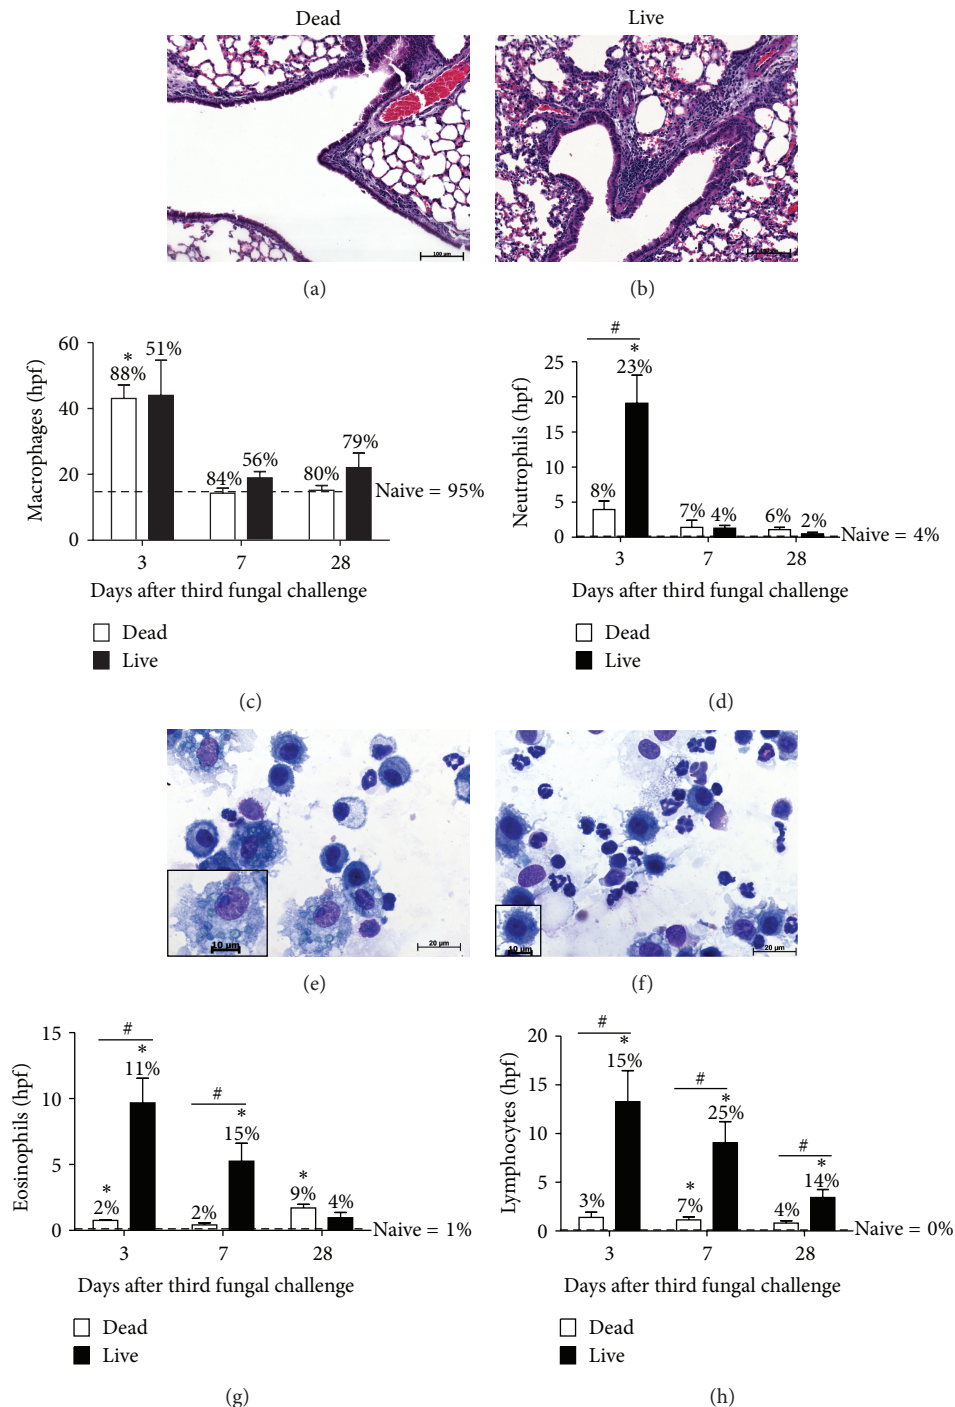 Dead Live
100 µm
(a) (b)
Macrophages (hpf)
60
40
20
0
*
88% 51%
84% 56%
80% 79%
Naive = 95%
3 7 28
Days after third fungal challenge
Dead
Live
(c)
Neutrophils (hpf)
25
20
15
10
5
0
#
*
8% 23%
7% 4%
6% 2%
Naive = 4%
3 7 28
Days after third fungal challenge
Dead
Live
(d)
10 µm
20 µm
10 µm
20 µm
(e) (f)
Eosinophils (hpf)
15
10
5
0
#
* *
2% 11%
#
*
2% 15%
*
9% 4%
Naive = 1%
3 7 28
Days after third fungal challenge
Dead
Live
(g)
Lymphocytes (hpf)
20
15
10
5
0
#
*
3% 15%
#
* *
7% 25%
#
*
4% 14%
Naive = 0%
3 7 28
Days after third fungal challenge
Dead
Live
(h)